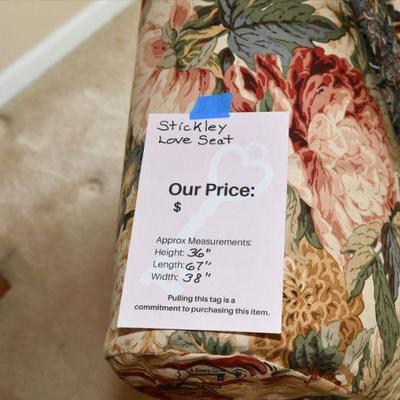 Stickley
Love Seat
Our Price:
$
Approx Measurements:
Height: 36"
Length: 67"
Width: 38"
Pulling this tag is a
commitment to purchasing this item.